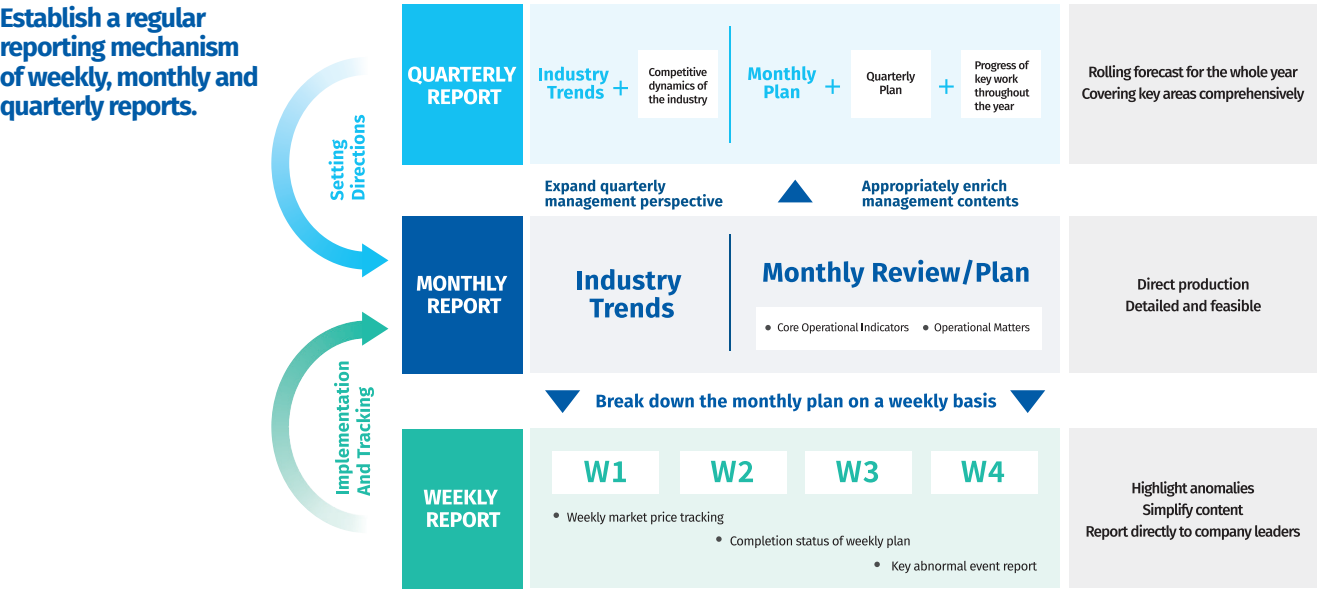 Establish a regular
reporting mechanism
of weekly, monthly and
quarterly reports.
Setting
Directions
Implementation
And Tracking
QUARTERLY
REPORT
Industry
Trends +
Competitive
dynamics of
the industry
Monthly
Plan +
Quarterly
Plan
+
Progress of
key work
throughout
the year
Rolling forecast for the whole year
Covering key areas comprehensively
Expand quarterly
management perspective
Appropriately enrich
management contents
MONTHLY
REPORT
Industry
Trends
Monthly Review/Plan
• Core Operational Indicators • Operational Matters
Direct production
Detailed and feasible
Break down the monthly plan on a weekly basis
WEEKLY
REPORT
W1 W2 W3 W4
• Weekly market price tracking
• Completion status of weekly plan
• Key abnormal event report
Highlight anomalies
Simplify content
Report directly to company leaders